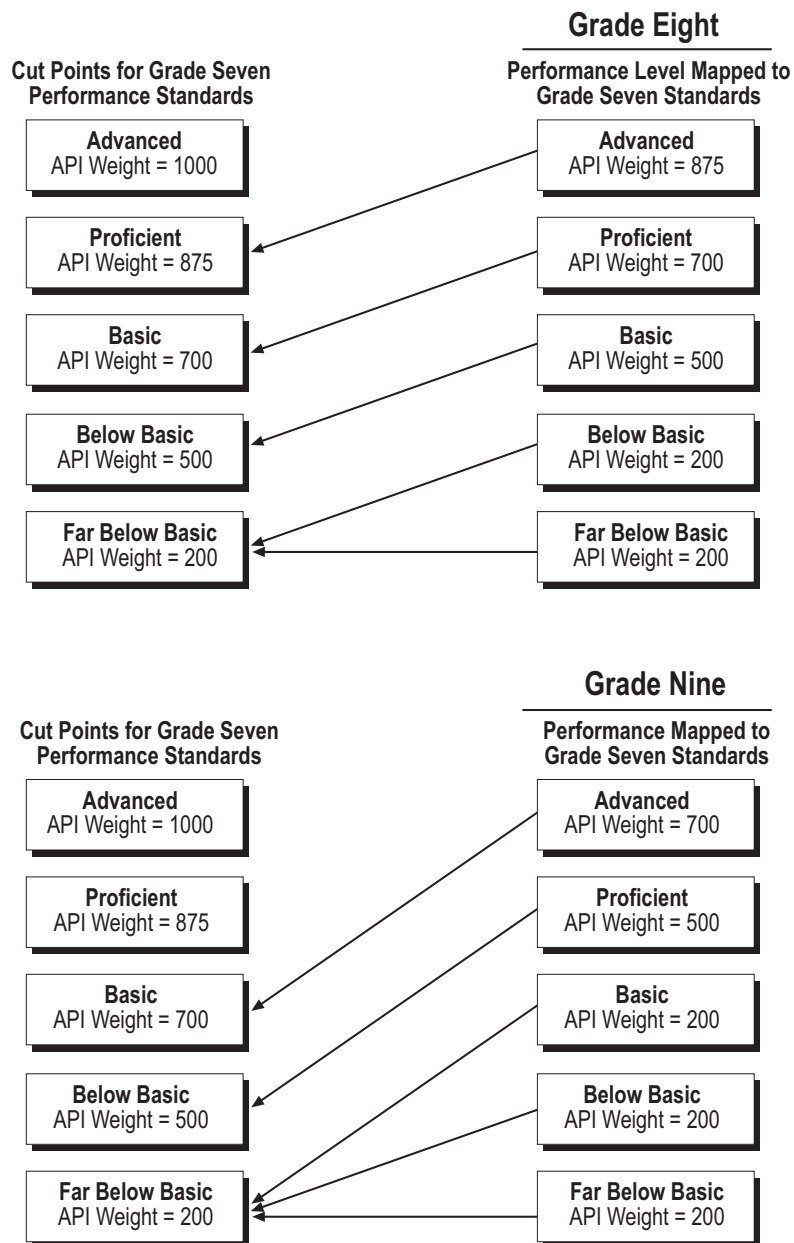 Grade Eight
Cut Points for Grade Seven
Performance Standards
Performance Level Mapped to
Grade Seven Standards
Advanced
API Weight = 1000
Advanced
API Weight = 875
Proficient
API Weight = 875
Proficient
API Weight = 700
Basic
API Weight = 700
Basic
API Weight = 500
Below Basic
API Weight = 500
Below Basic
API Weight = 200
Far Below Basic
API Weight = 200
Far Below Basic
API Weight = 200
Grade Nine
Cut Points for Grade Seven
Performance Standards
Performance Mapped to
Grade Seven Standards
Advanced
API Weight = 1000
Advanced
API Weight = 700
Proficient
API Weight = 875
Proficient
API Weight = 500
Basic
API Weight = 700
Basic
API Weight = 200
Below Basic
API Weight = 500
Below Basic
API Weight = 200
Far Below Basic
API Weight = 200
Far Below Basic
API Weight = 200